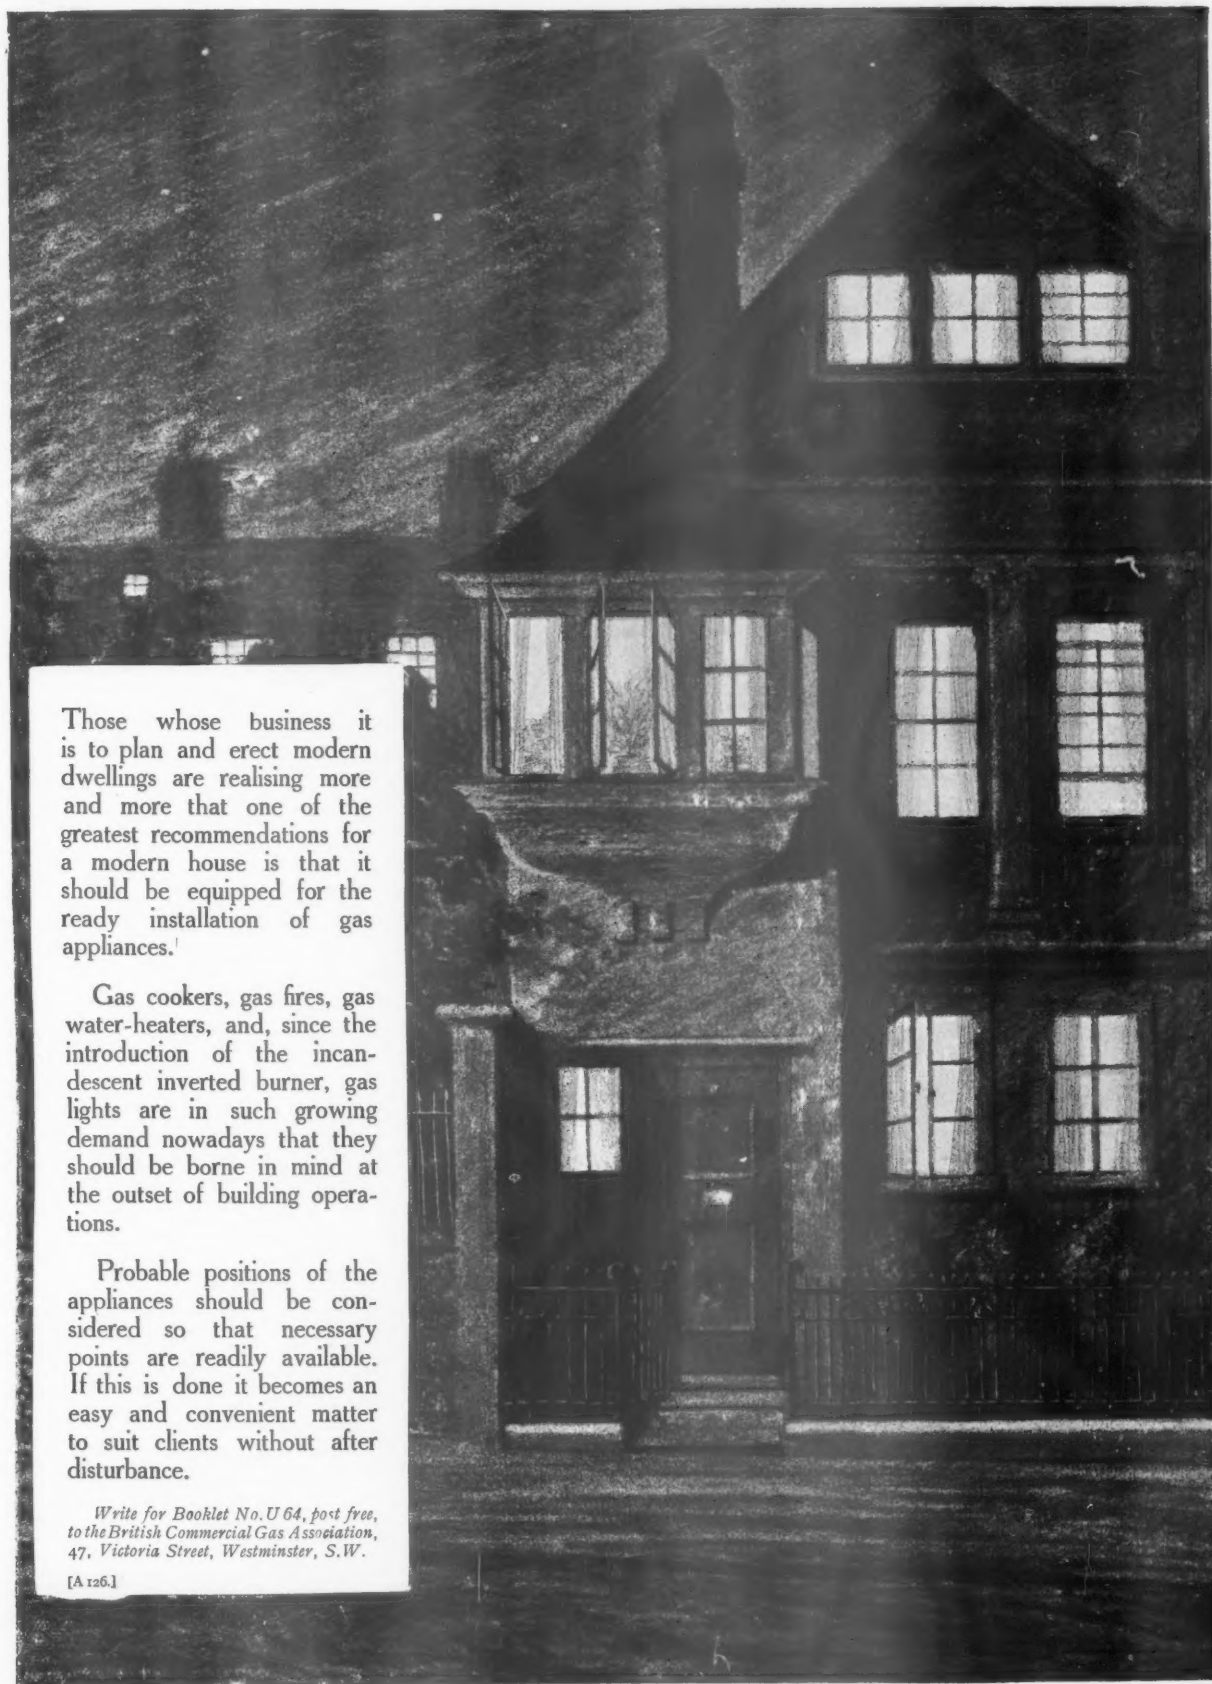 Those whose business it
is to plan and erect modern
dwellings are realising more
and more that one of the
greatest recommendations for
a modern house is that it
should be equipped for the
ready installation of gas
appliances.
Gas cookers, gas fires, gas
water-heaters, and, since the
introduction of the incan-
descent inverted burner, gas
lights are in such growing
demand nowadays that they
should be borne in mind at
the outset of building opera-
tions.
Probable positions of the
appliances should be con-
sidered so that necessary
points are readily available.
If this is done it becomes an
easy and convenient matter
to suit clients without after
disturbance.
Write for Booklet No. U 64, post free,
to the British Commercial Gas Association,
47, Victoria Street, Westminster, S.W.
[A 126.]